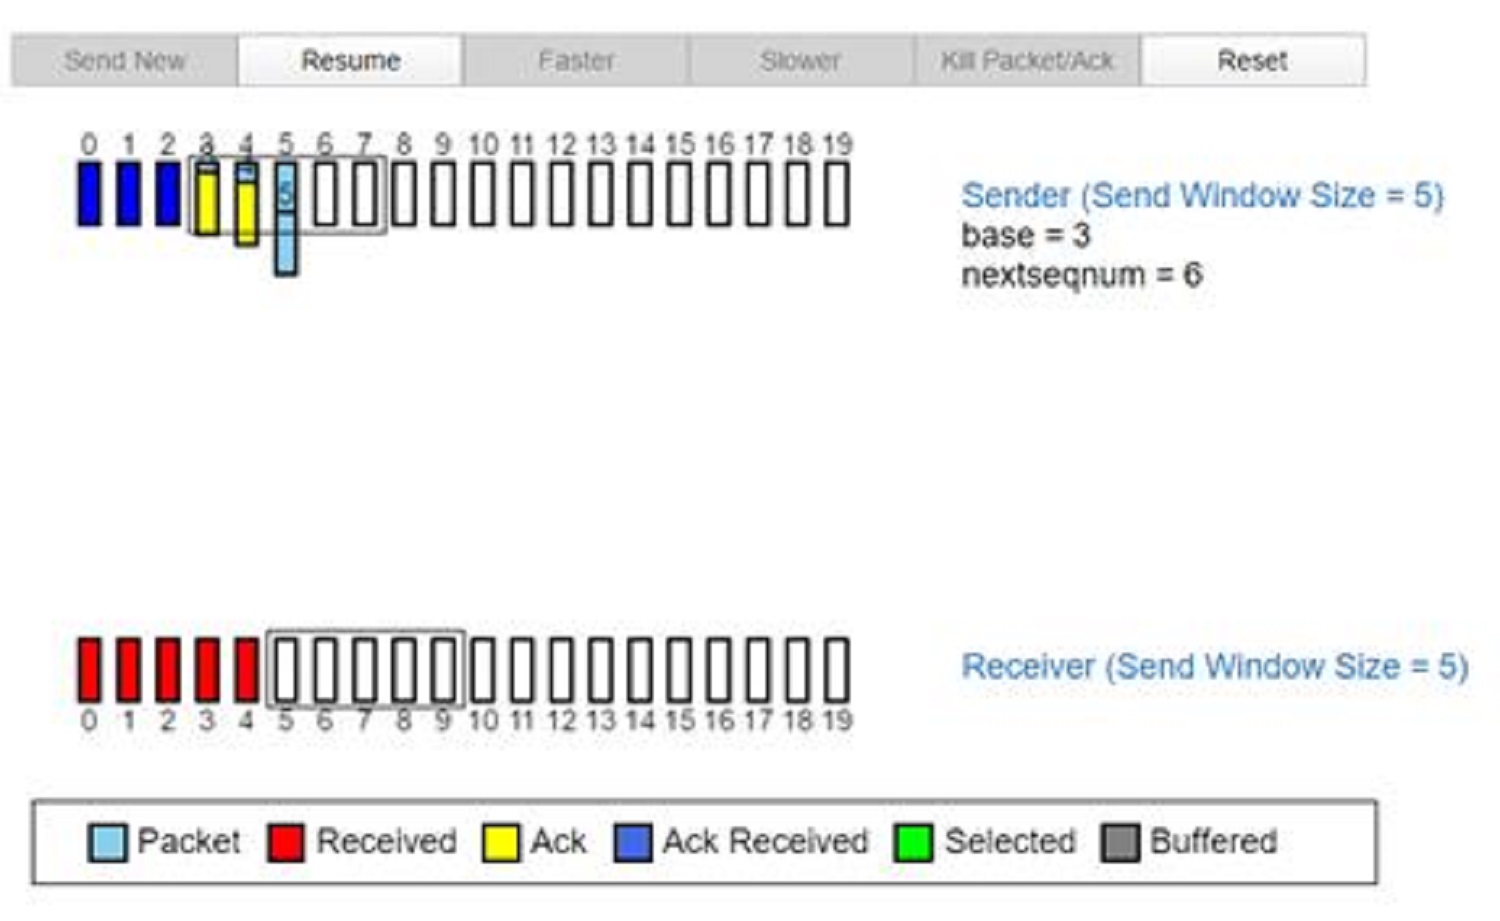 Send New Resume Faster Slower Kill Packet/Ack Reset
0 1 2 3 4 5 6 7 8 9 10 11 12 13 14 15 16 17 18 19
5
Sender (Send Window Size = 5)
base = 3
nextseqnum = 6
Receiver (Send Window Size = 5)
0 1 2 3 4 5 6 7 8 9 10 11 12 13 14 15 16 17 18 19
Packet Received Ack Ack Received Selected Buffered